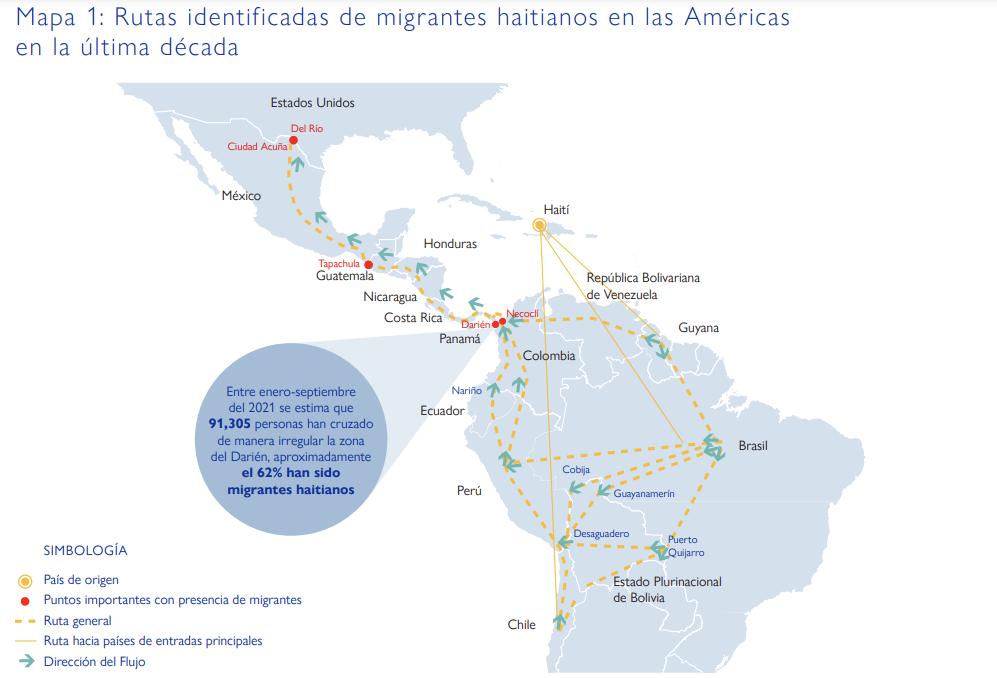 Mapa 1: Rutas identificadas de migrantes haitianos en las Américas
en la última década
Estados Unidos
Del Río
Ciudad Acuña
México
Haití
Honduras
Tapachula
Guatemala
República Bolivariana
de Venezuela
Nicaragua
Costa Rica
Necoclí
Darién
Guyana
Panamá
Colombia
Nariño
Ecuador
Entre enero-septiembre
del 2021 se estima que
91,305 personas han cruzado
de manera irregular la zona
del Darién, aproximadamente
el 62% han sido
migrantes haitianos
Brasil
Cobija
Perú
Guayanamerín
Desaguadero
Puerto
Quijarro
Estado Plurinacional
de Bolivia
Chile
SIMBOLOGÍA
País de origen
Puntos importantes con presencia de migrantes
Ruta general
Ruta hacia países de entradas principales
Dirección del Flujo